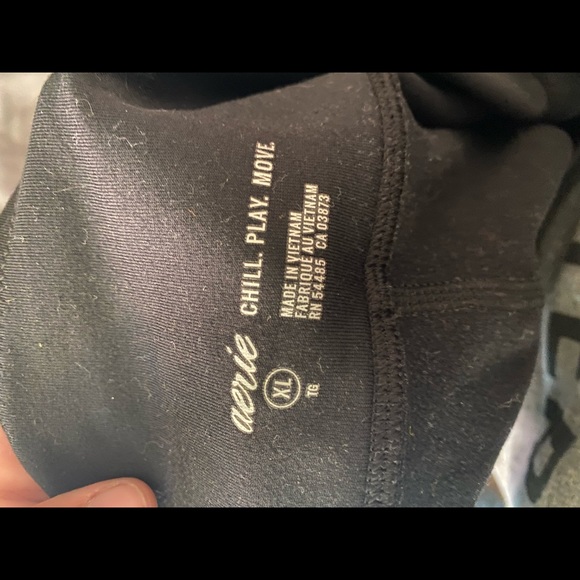 aerie CHILL. PLAY. MOVE
XL
TG
MADE IN VIETNAM
FABRIQUE AU VIETNAM
RN 54485 CA 03873